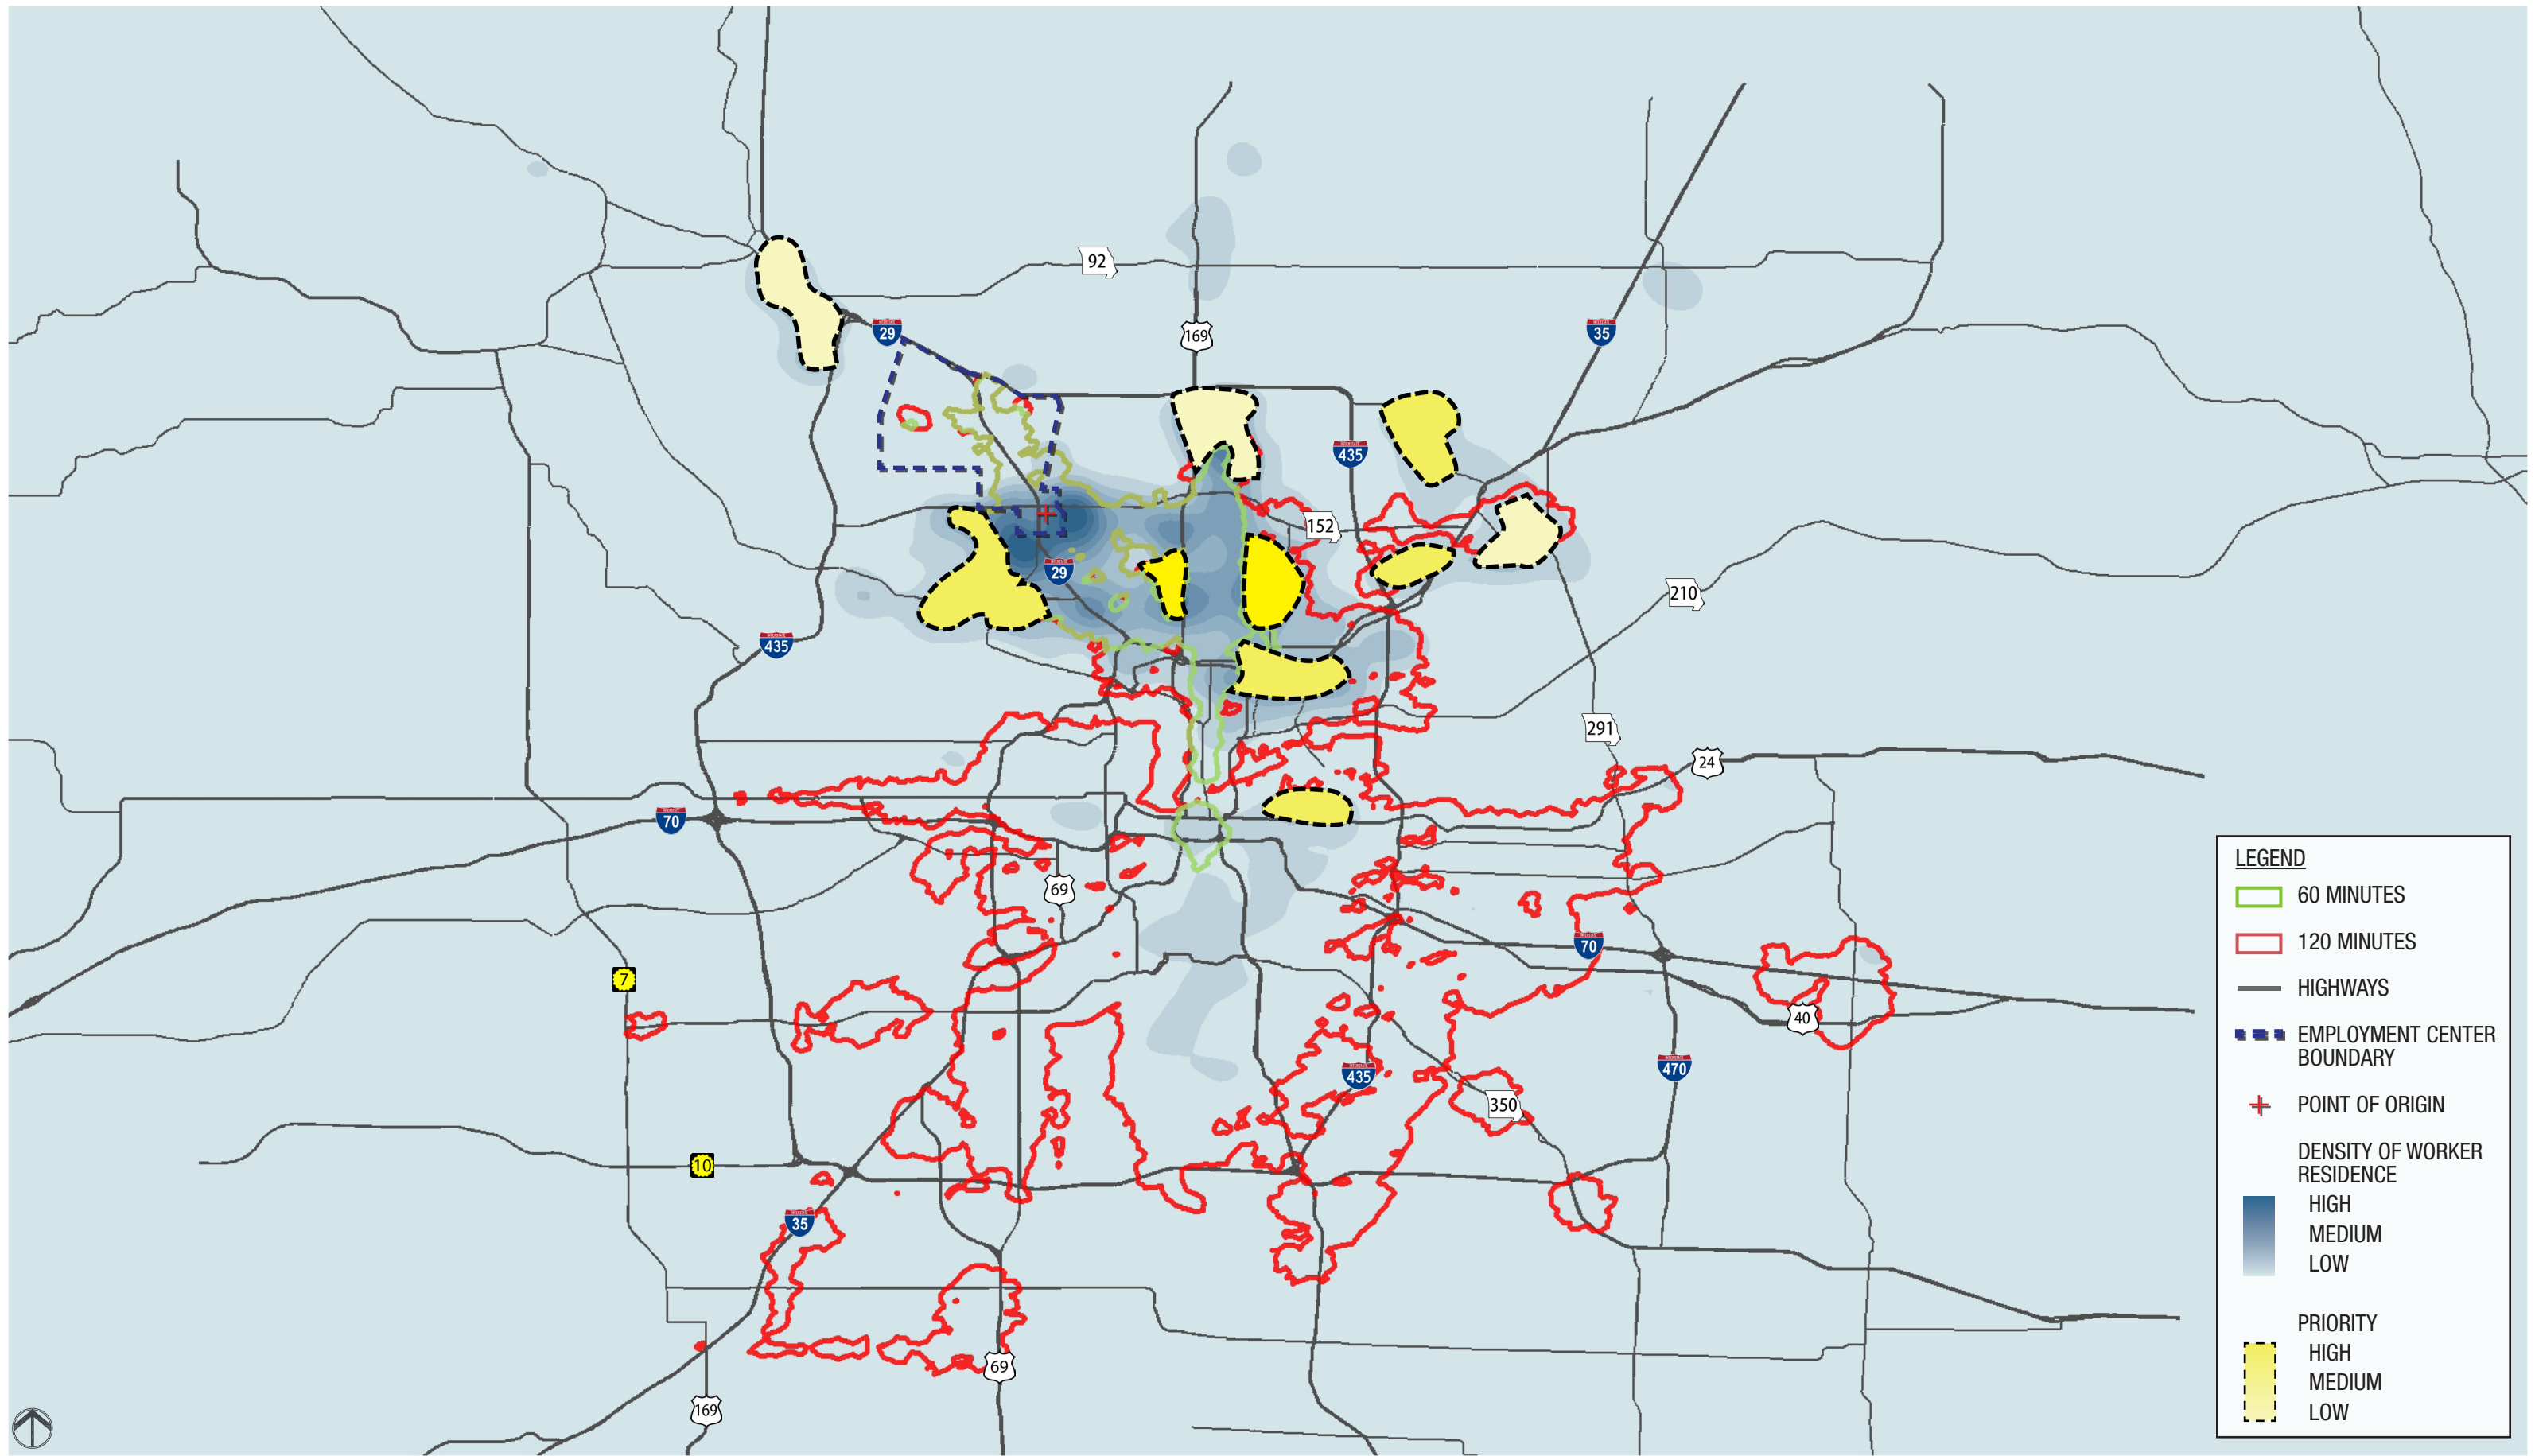 92
29
169
35
435
152
29
210
435
291
24
70
69
70
7
40
435
470
350
10
35
69
169
LEGEND
60 MINUTES
120 MINUTES
HIGHWAYS
EMPLOYMENT CENTER
BOUNDARY
POINT OF ORIGIN
DENSITY OF WORKER
RESIDENCE
HIGH
MEDIUM
LOW
PRIORITY
HIGH
MEDIUM
LOW